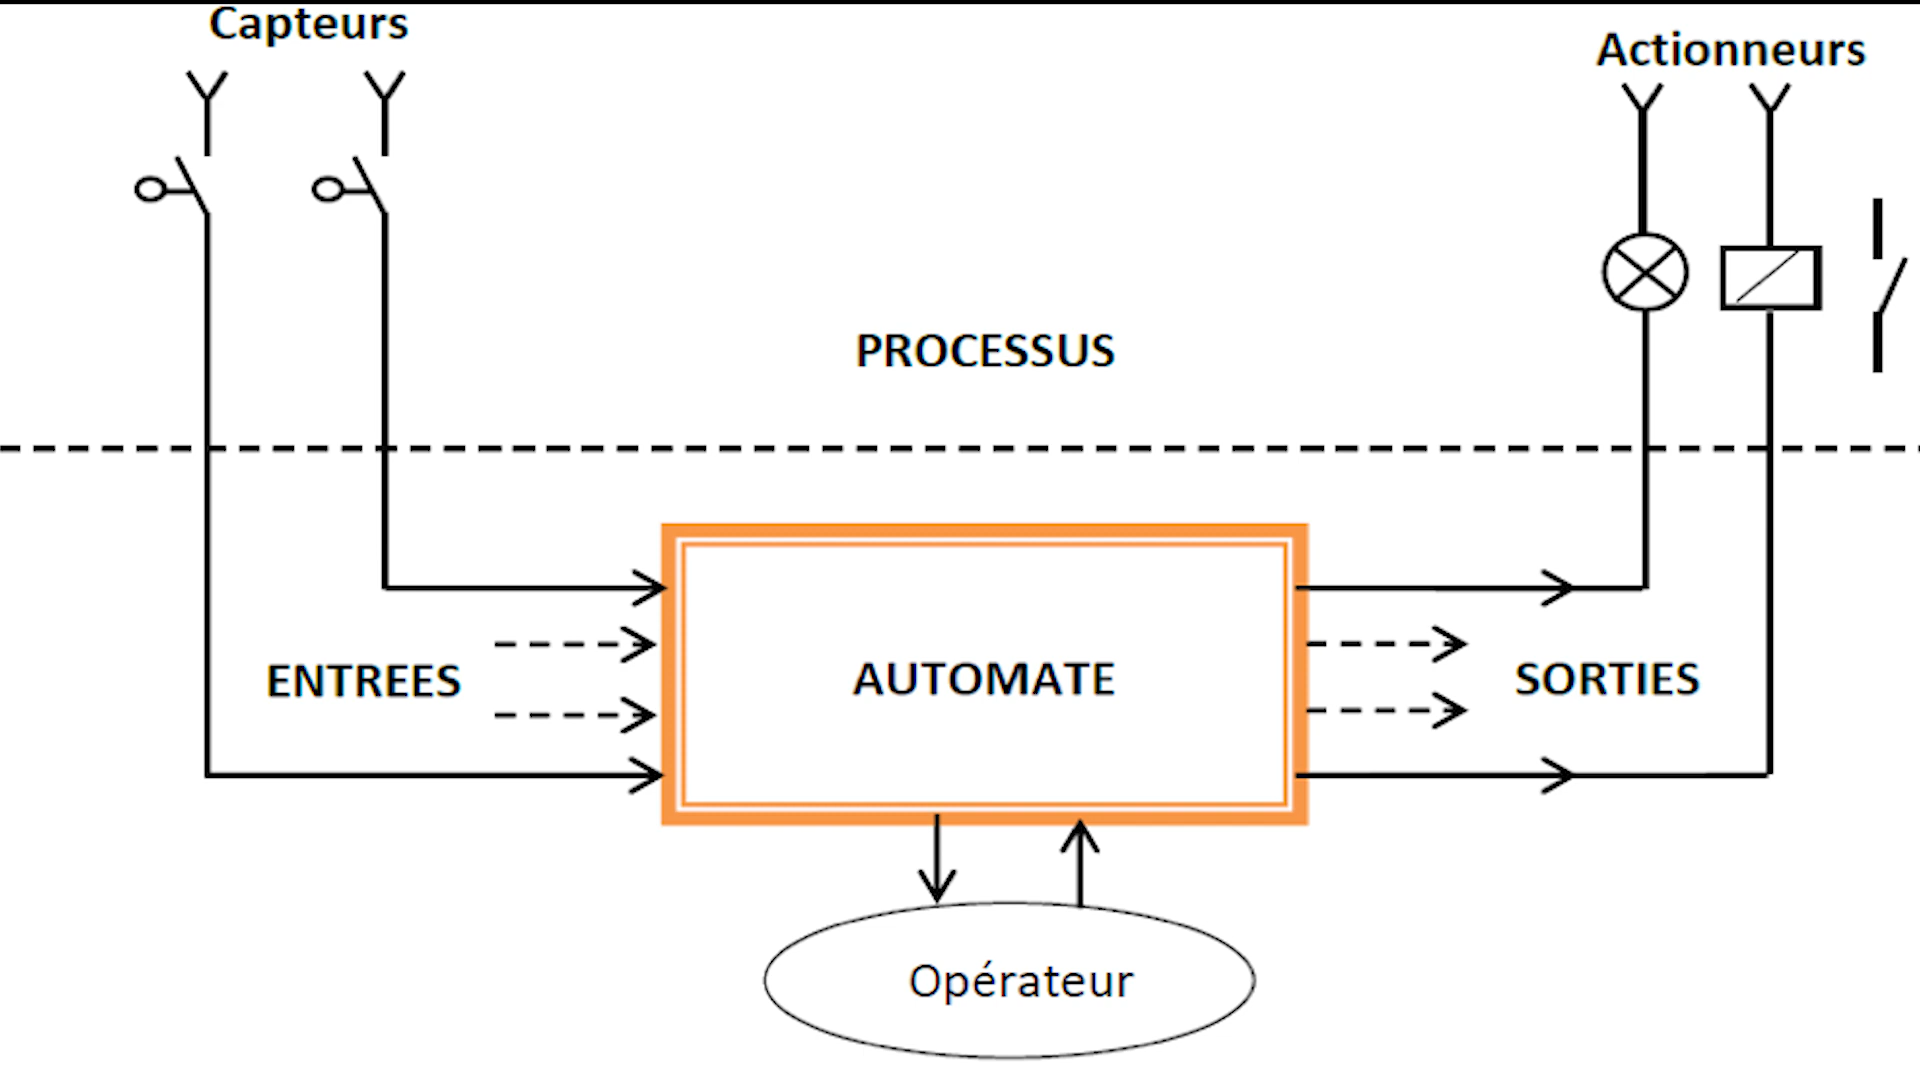 Capteurs
Actionneurs
PROCESSUS
ENTREES
AUTOMATE
SORTIES
Opérateur